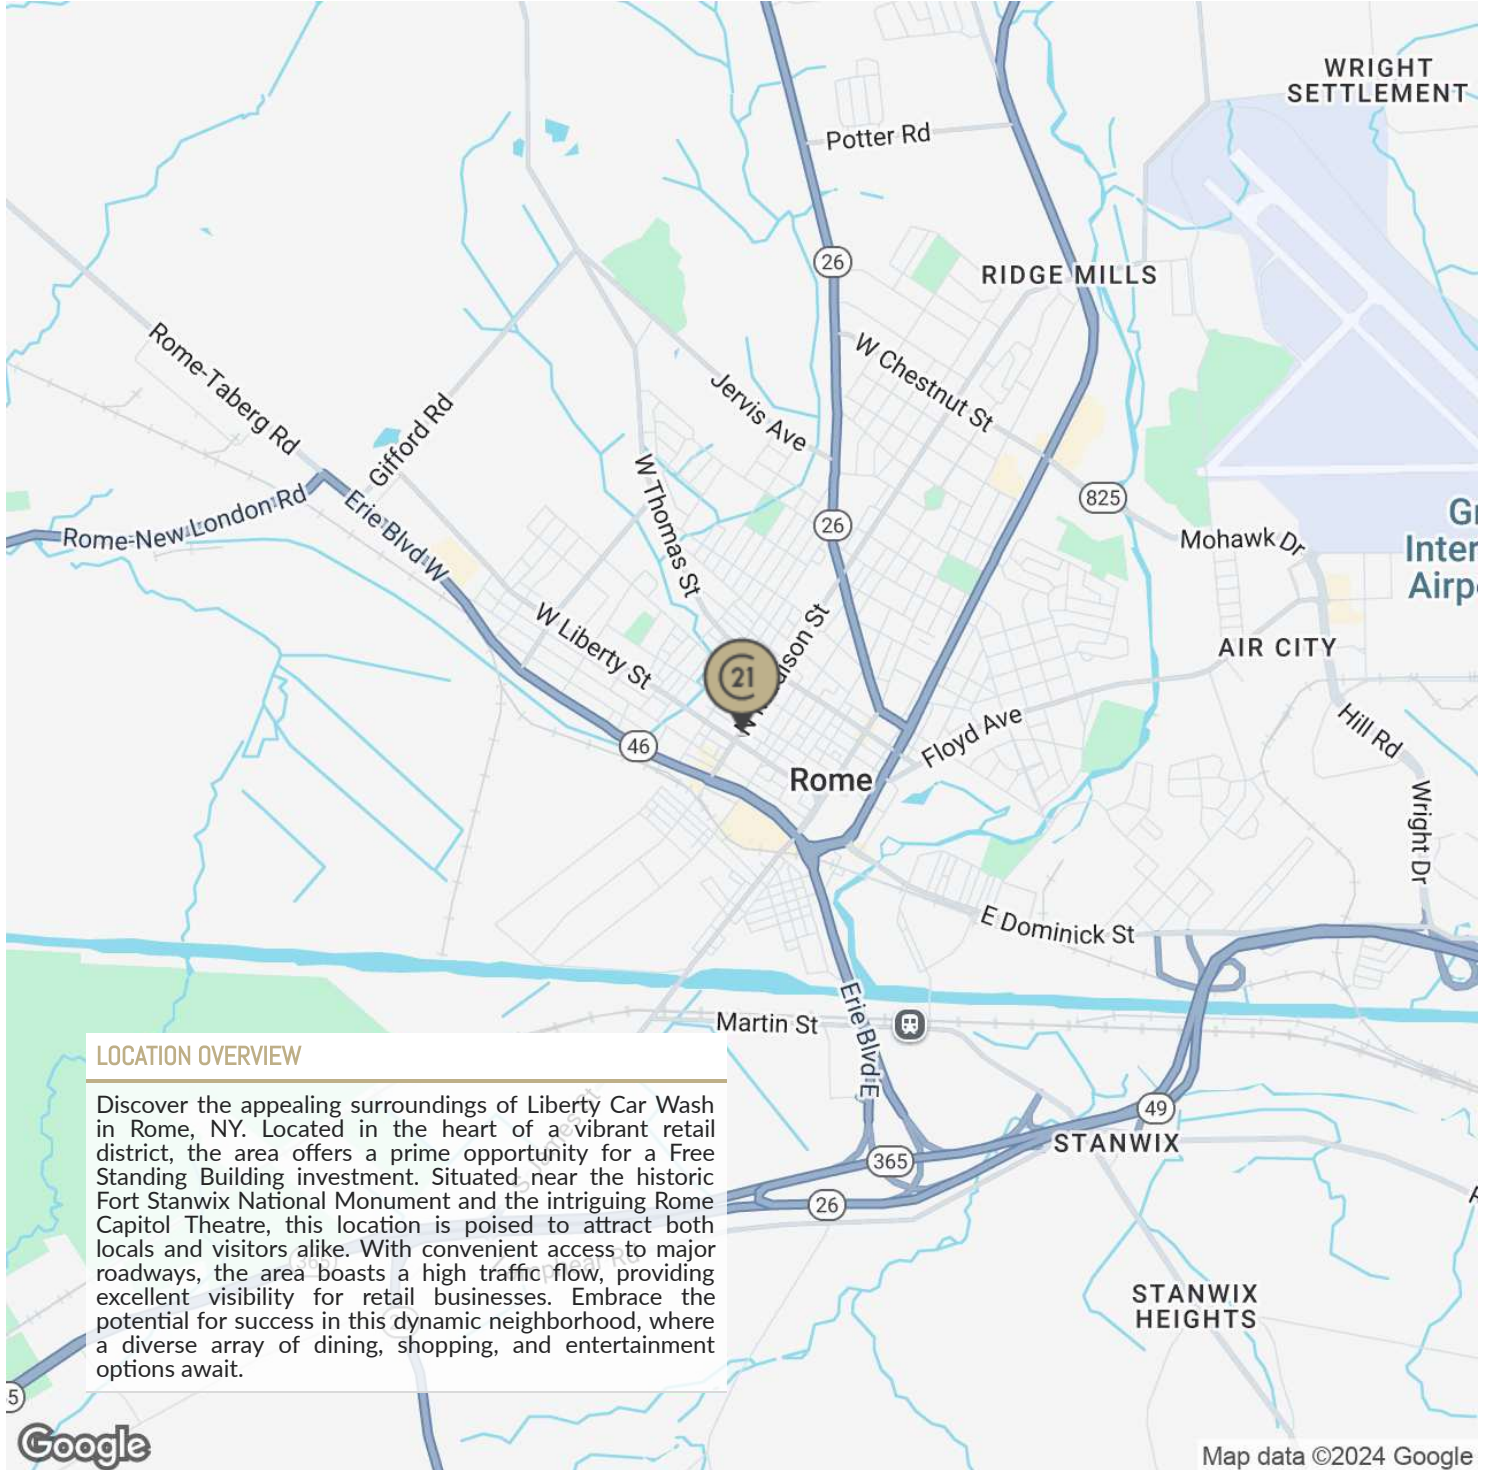 WRIGHT
SETTLEMENT
Potter Rd
26
RIDGE MILLS
Rome-Taberg Rd
W Chestnut St
Jervis Ave
Gifford Rd
W Thomas St
825
Rome-New London Rd
Erie Blvd W
26
Mohawk Dr
Inter
Airp
W Liberty St
AIR CITY
21
46
Floyd Ave
Hill Rd
Rome
Wright Dr
E Dominick St
Martin St
Erie Blvd E
49
STANWIX
365
26
STANWIX
HEIGHTS
LOCATION OVERVIEW
Discover the appealing surroundings of Liberty Car Wash
in Rome, NY. Located in the heart of a vibrant retail
district, the area offers a prime opportunity for a Free
Standing Building investment. Situated near the historic
Fort Stanwix National Monument and the intriguing Rome
Capitol Theatre, this location is poised to attract both
locals and visitors alike. With convenient access to major
roadways, the area boasts a high traffic flow, providing
excellent visibility for retail businesses. Embrace the
potential for success in this dynamic neighborhood, where
a diverse array of dining, shopping, and entertainment
options await.
365
5
Google
Map data ©2024 Google